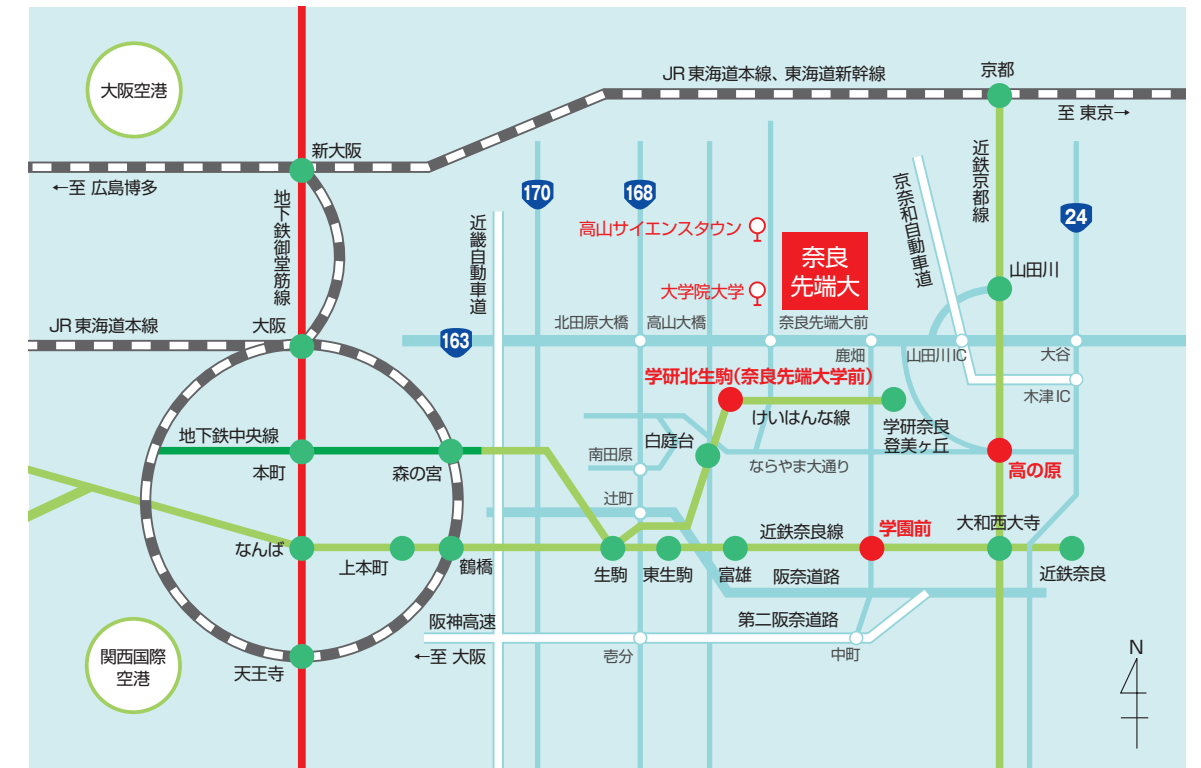 JR東海道本線、東海道新幹線
京都
至 東京→
大阪空港
新大阪
←至 広島博多
地下鉄御堂筋線
近畿自動車道
170
168
高山サイエンスタウン
大学院大学
奈良
先端大
京奈和自動車道
近鉄京都線
24
山田川
JR東海道本線
大阪
163
北田原大橋
高山大橋
奈良先端大前
鹿畑
山田川IC
大谷
木津IC
学研北生駒(奈良先端大学前)
けいはんな線
学研奈良
登美ヶ丘
地下鉄中央線
本町
森の宮
白庭台
南田原
ならやま大通り
高の原
辻町
なんば
上本町
鶴橋
生駒
東生駒
富雄
近鉄奈良線
学園前
大和西大寺
近鉄奈良
阪奈道路
阪神高速
第二阪奈道路
←至 大阪
壱分
中町
関西国際
空港
天王寺
N